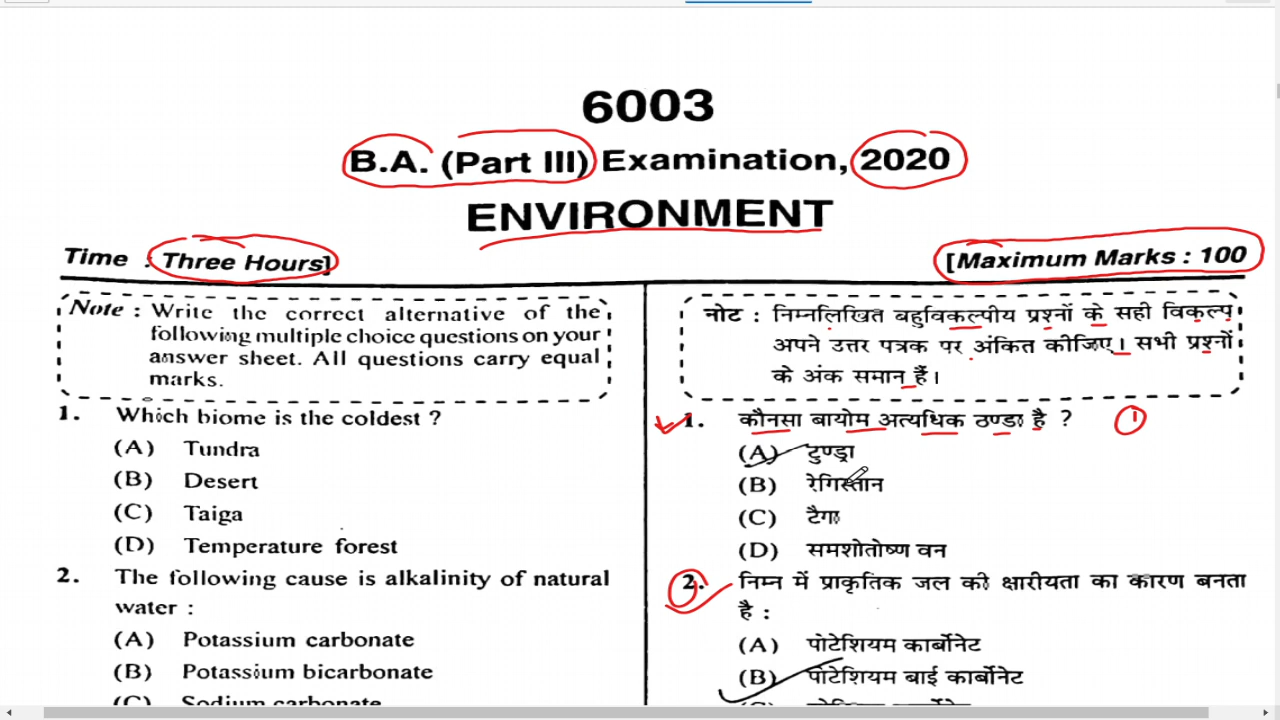 6003
B.A. (Part III) Examination, 2020
ENVIRONMENT
Time : Three Hours]
[Maximum Marks : 100
Note : Write the correct alternative of the
following multiple choice questions on your
answer sheet. All questions carry equal
marks.
1. Which biome is the coldest ?
(A) Tundra
(B) Desert
(C) Taiga
(D) Temperature forest
2. The following cause is alkalinity of natural
water :
(A) Potassium carbonate
(B) Potassium bicarbonate
(C) Sodium carbonate
नोट : निम्नलिखित बहुविकल्पीय प्रश्नों के सही विकल्प
अपने उत्तर पत्रक पर अंकित कीजिए। सभी प्रश्नों
के अंक समान हैं।
1. कौनसा बायोम अत्यधिक ठण्डा है ? 1
(A) टुण्ड्रा
(B) रेगिस्तान
(C) टैगा
(D) समशोतोष्ण वन
2. निम्न में प्राकृतिक जल की क्षारीयता का कारण बनता
है :
(A) पोटेशियम कार्बोनेट
(B) पोटेशियम बाई कार्बोनेट